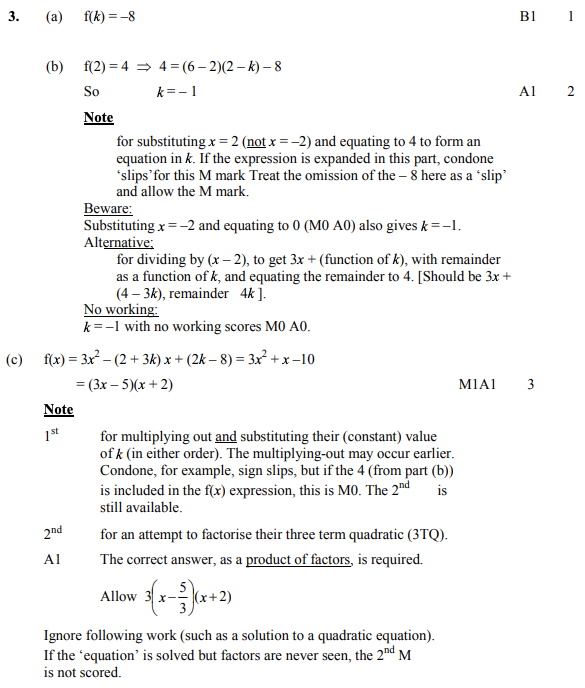 3. (a) f(k) = –8 B1 1
(b) f(2) = 4 ⇒ 4 = (6 – 2)(2 – k) – 8
So k = – 1 A1 2
Note
for substituting x = 2 (not x = –2) and equating to 4 to form an
equation in k. If the expression is expanded in this part, condone
‘slips’for this M mark Treat the omission of the – 8 here as a ‘slip’
and allow the M mark.
Beware:
Substituting x = –2 and equating to 0 (M0 A0) also gives k = –1.
Alternative;
for dividing by (x – 2), to get 3x + (function of k), with remainder
as a function of k, and equating the remainder to 4. [Should be 3x +
(4 – 3k), remainder 4k ].
No working:
k = –1 with no working scores M0 A0.
(c) f(x) = 3x² – (2 + 3k) x + (2k – 8) = 3x² + x –10
= (3x – 5)(x + 2) M1A1 3
Note
1st for multiplying out and substituting their (constant) value
of k (in either order). The multiplying-out may occur earlier.
Condone, for example, sign slips, but if the 4 (from part (b))
is included in the f(x) expression, this is M0. The 2nd is
still available.
2nd for an attempt to factorise their three term quadratic (3TQ).
A1 The correct answer, as a product of factors, is required.
Allow 3(x – 5/3)(x + 2)
Ignore following work (such as a solution to a quadratic equation).
If the ‘equation’ is solved but factors are never seen, the 2nd M
is not scored.